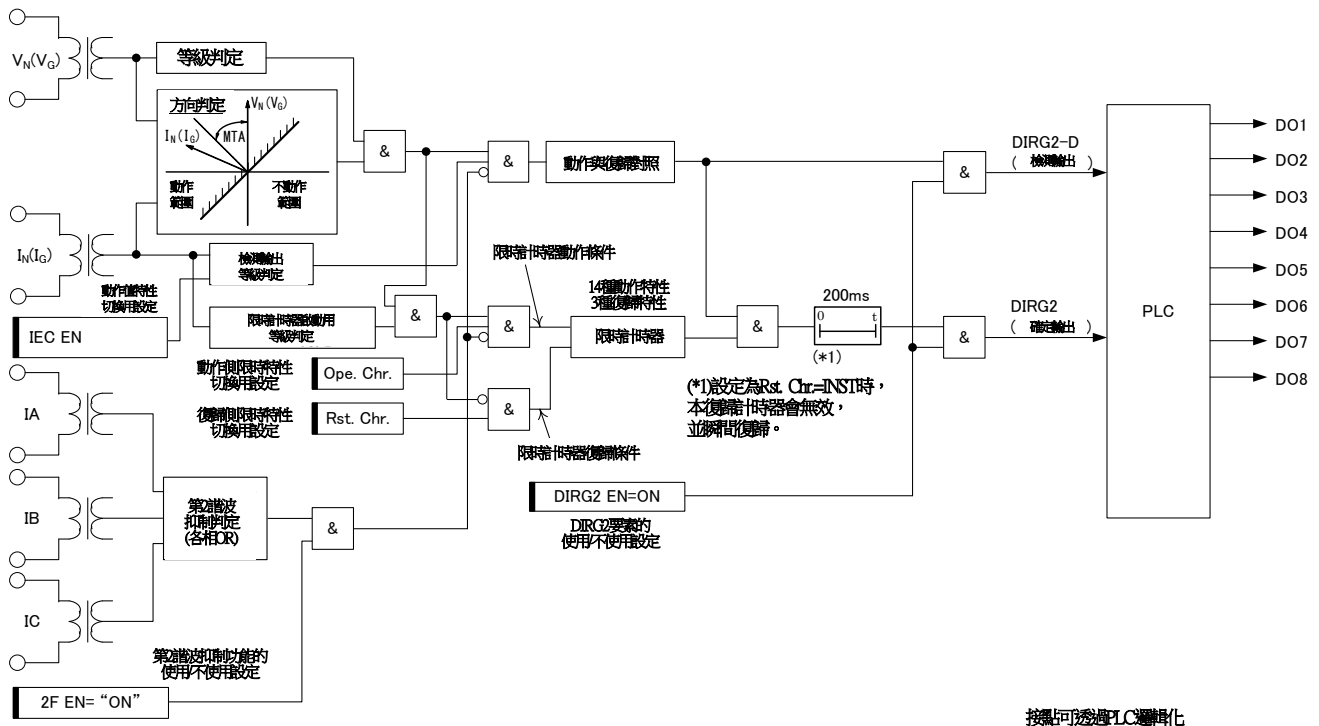 VN(VG)
等級判定
方向判定
VN(VG)
IN(IG)
MTA
動作
範圍
不動作
範圍
&
&
動作與復歸對照
&
DIRG2-D
( 檢測輸出 )
DO1
DO2
DO3
DO4
DO5
DO6
DO7
DO8
PLC
IN(IG)
檢測輸出
等級判定
動作值特性
切換用設定
IEC EN
限時計時器啟動用
等級判定
&
限時計時器動作條件
14種動作特性
3種復歸特性
&
限時計時器
&
200ms
0
t
(*1)
&
DIRG2
( 確定輸出 )
動作側限時特性
切換用設定
Ope. Chr.
復歸側限時特性
切換用設定
Rst. Chr.
&
限時計時器復歸條件
(*1)設定為Rst. Chr.=INST時，
本復歸計時器會無效，
並瞬間復歸。
IA
IB
IC
第2諧波
抑制判定
(各相OR)
&
DIRG2 EN=ON
DIRG2要素的
使用/不使用設定
第2諧波抑制功能的
使用/不使用設定
2F EN= “ON”
接點可透過PLC邏輯化